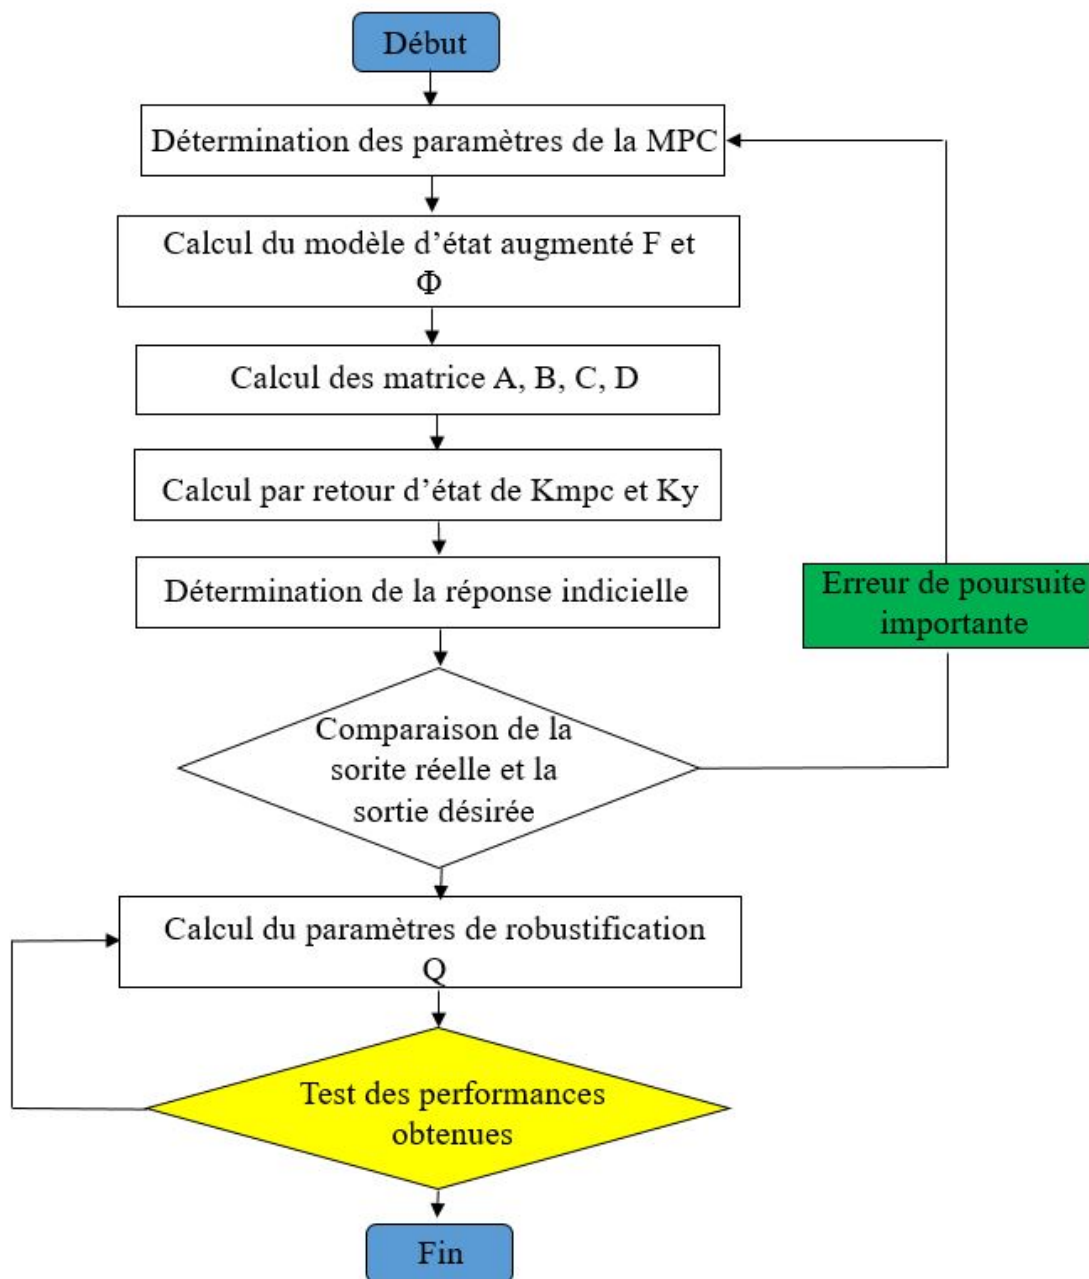 Début
Détermination des paramètres de la MPC
Calcul du modèle d’état augmenté F et
Φ
Calcul des matrice A, B, C, D
Calcul par retour d’état de Kmpc et Ky
Détermination de la réponse indicielle
Erreur de poursuite
importante
Comparaison de la
sorite réelle et la
sortie désirée
Calcul du paramètres de robustification
Q
Test des performances
obtenues
Fin